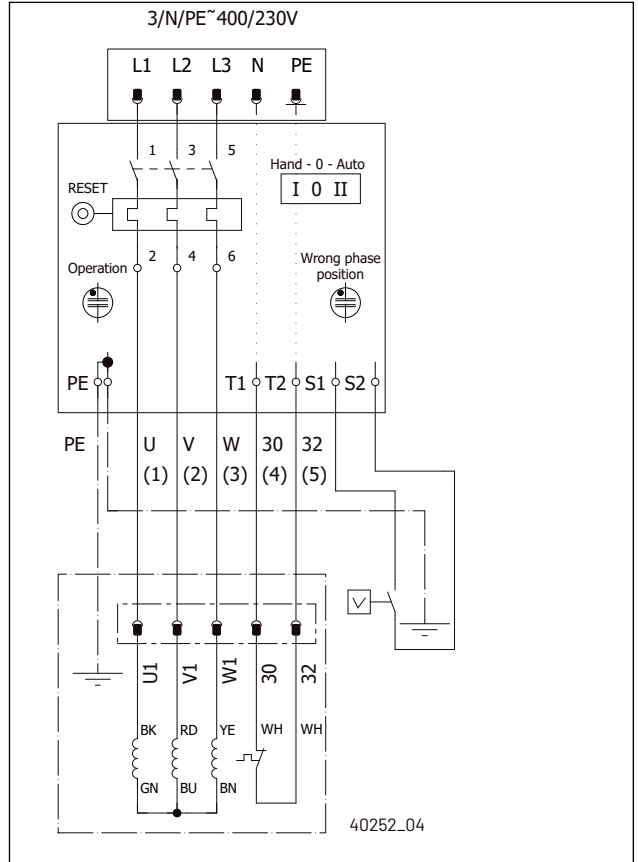 3/N/PE~400/230V
L1 L2 L3 N PE
1 3 5
Hand - 0 - Auto
RESET
I 0 II
2 4 6
Operation
Wrong phase
position
PE T1 T2 S1 S2
PE U V W 30 32
(1) (2) (3) (4) (5)
U1 V1 W1 30 32
BK RD YE WH WH
GN BU BN
40252_04